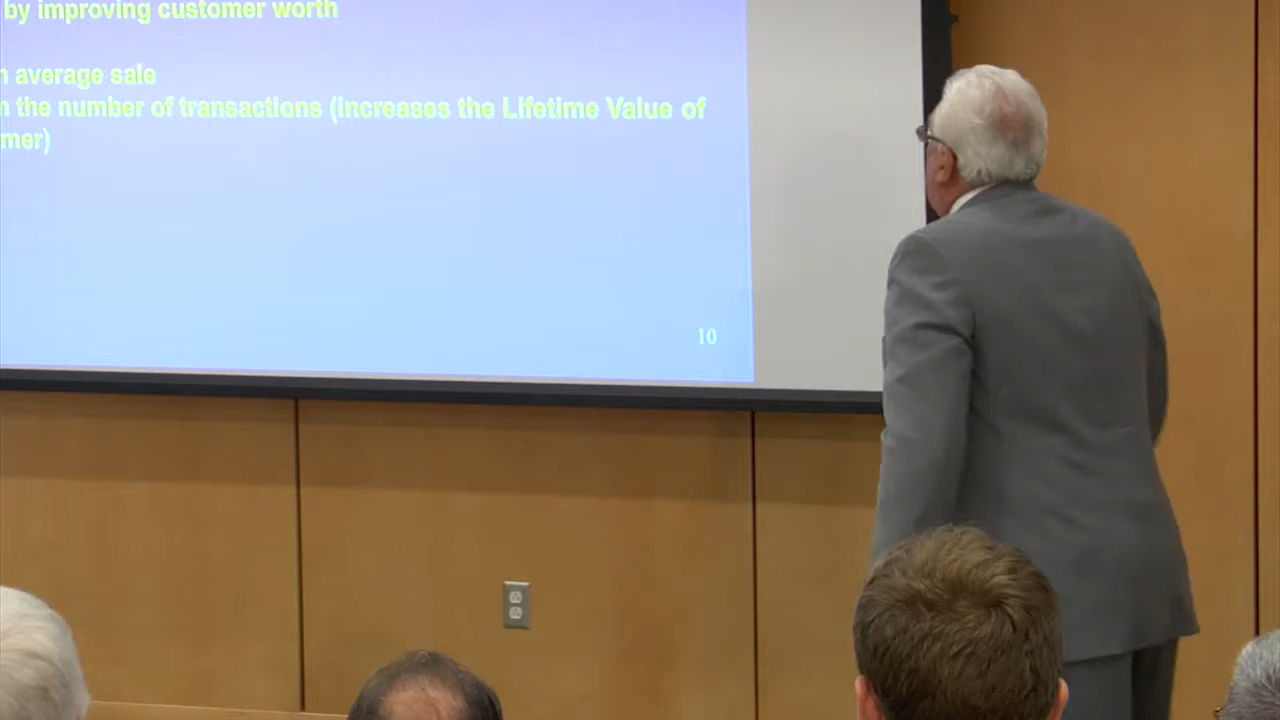 by improving customer worth
average sale
the number of transactions (Increases the Lifetime Value of
mer)
10